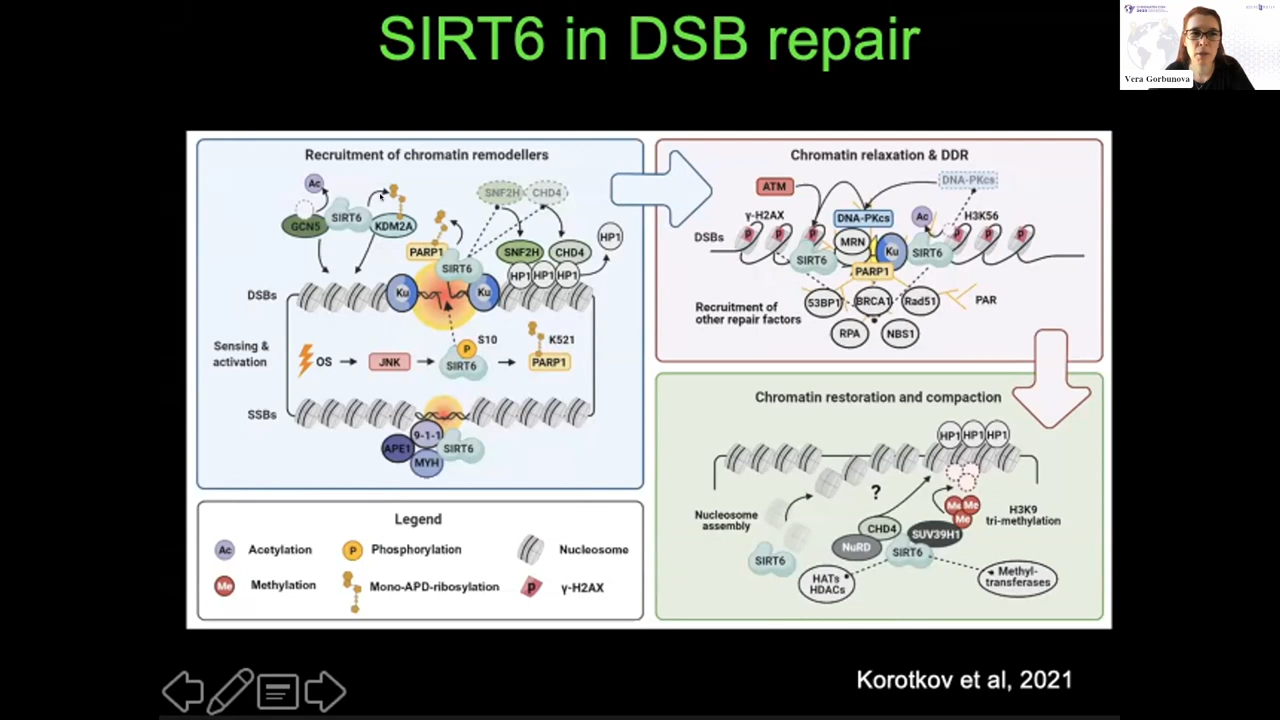 SIRT6 in DSB repair
Vera Gorbunova
Recruitment of chromatin remodellers
Ac
GCN5
SIRT6
KDM2A
PARP1
SIRT6
SNF2H
CHD4
SNF2H
CHD4
HP1
HP1
HP1
HP1
DSBs
Ku
Ku
Sensing &
activation
OS
JNK
P
S10
SIRT6
K521
PARP1
SSBs
9-1-1
APE1
MYH
SIRT6
Chromatin relaxation & DDR
ATM
DNA-PKcs
γ-H2AX
DNA-PKcs
Ac
H3K56
DSBs
P
P
P
P
P
P
MRN
Ku
SIRT6
SIRT6
PARP1
53BP1
BRCA1
Rad51
PAR
Recruitment of
other repair factors
RPA
NBS1
Chromatin restoration and compaction
HP1
HP1
HP1
?
Nucleosome
assembly
Me
Me
Me
H3K9
tri-methylation
CHD4
SUV39H1
NuRD
SIRT6
SIRT6
HATs
HDACs
Methyl-
transferases
Legend
Ac
Acetylation
P
Phosphorylation
Nucleosome
Me
Methylation
Mono-APD-ribosylation
P
γ-H2AX
Korotkov et al, 2021